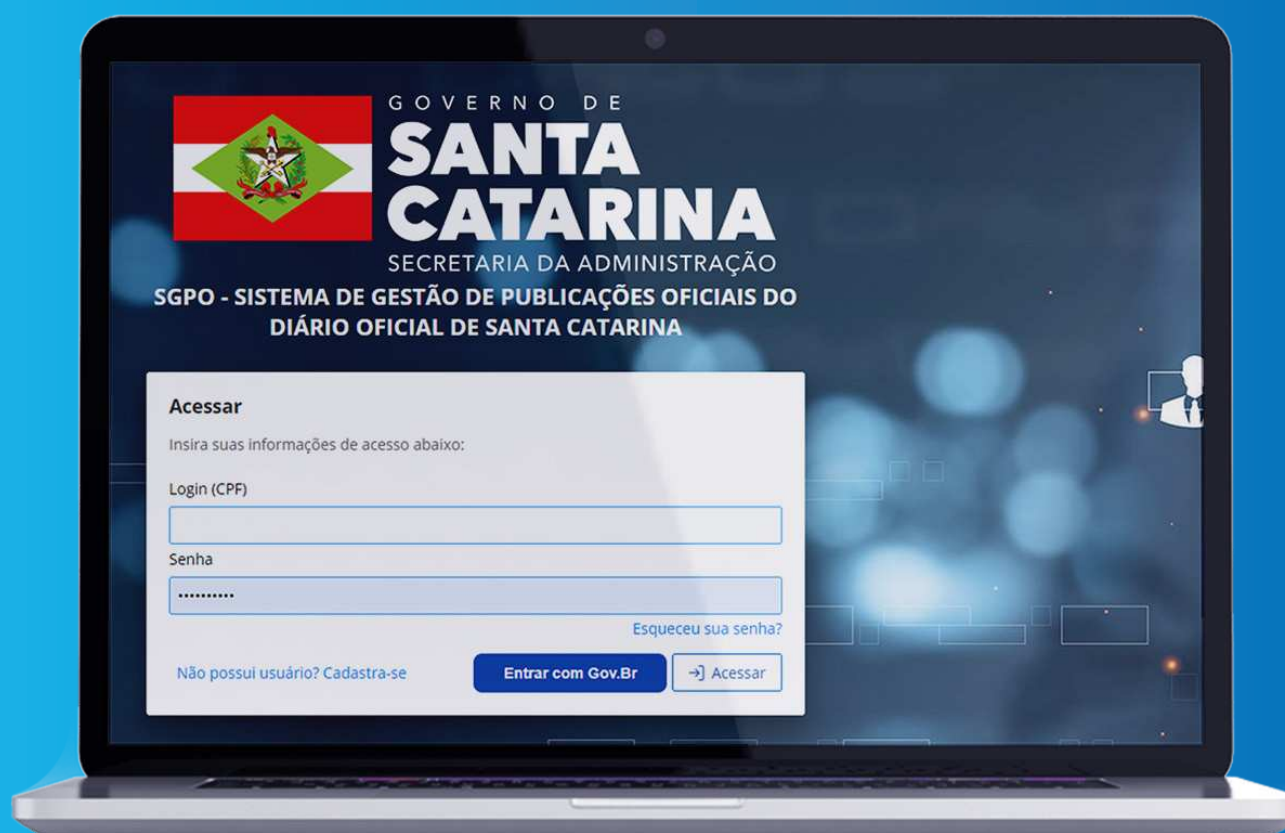 GOVERNO DE
SANTA
CATARINA
SECRETARIA DA ADMINISTRAÇÃO
SGPO - SISTEMA DE GESTÃO DE PUBLICAÇÕES OFICIAIS DO
DIÁRIO OFICIAL DE SANTA CATARINA
Acessar
Insira suas informações de acesso abaixo:
Login (CPF)
Senha
••••••••••
Esqueceu sua senha?
Não possui usuário? Cadastra-se Entrar com Gov.Br Acessar